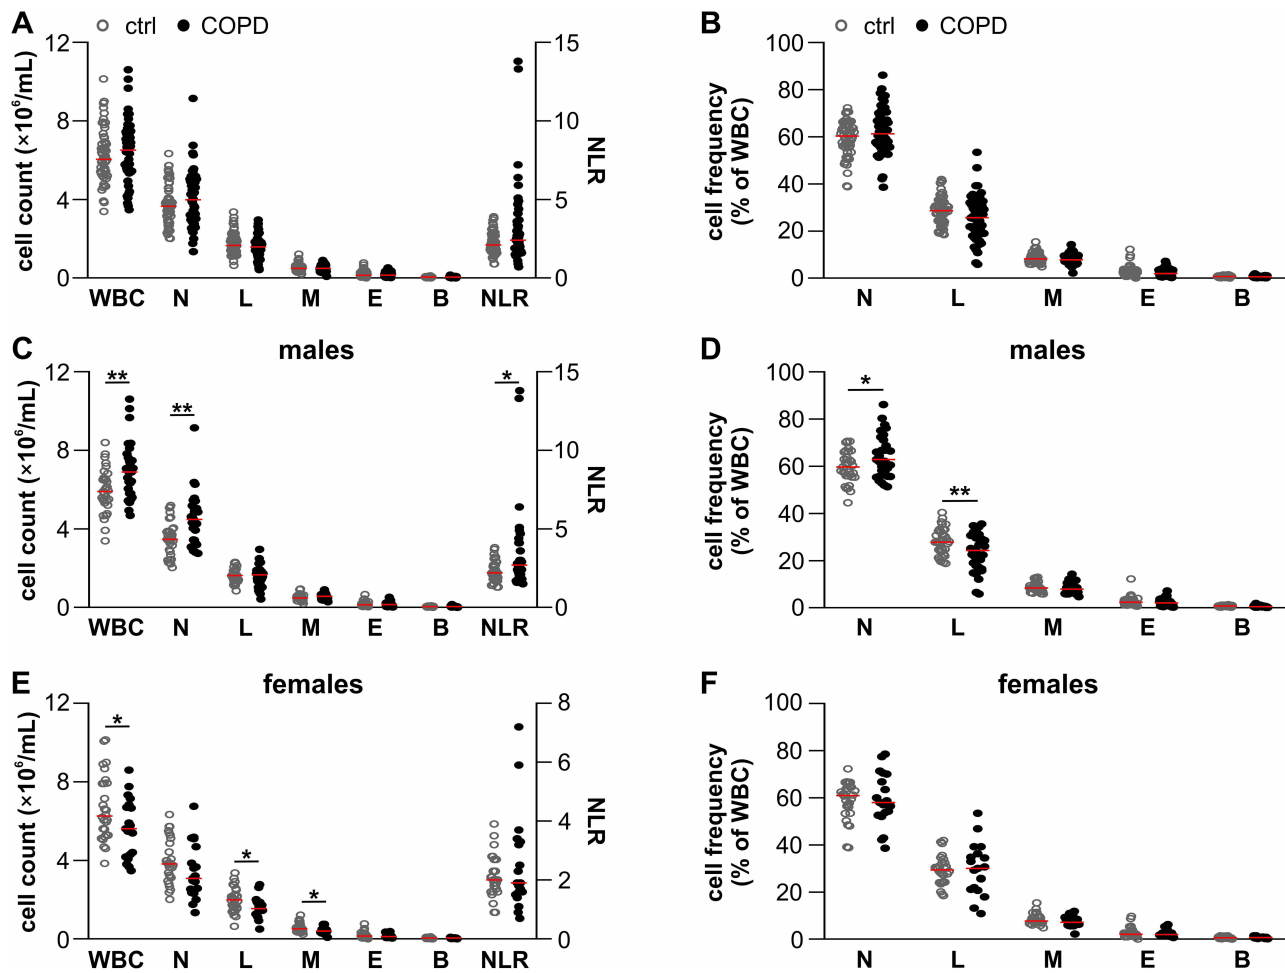 A
ctrl COPD
12
8
4
0
cell count (×10⁶/mL)
15
10
5
0
NLR
WBC N L M E B NLR
B
ctrl COPD
100
80
60
40
20
0
cell frequency
(% of WBC)
N L M E B
C
males
12
8
4
0
cell count (×10⁶/mL)
** ** *
15
10
5
0
NLR
WBC N L M E B NLR
D
males
100
80
60
40
20
0
cell frequency
(% of WBC)
*
**
N L M E B
E
females
12
8
4
0
cell count (×10⁶/mL)
*
*
*
8
6
4
2
0
NLR
WBC N L M E B NLR
F
females
100
80
60
40
20
0
cell frequency
(% of WBC)
N L M E B